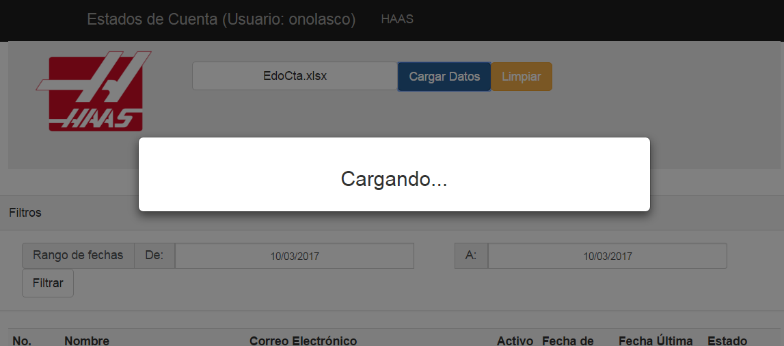 Estados de Cuenta (Usuario: onolasco) HAAS
HAAS
EdoCta.xlsx Cargar Datos Limpiar
Cargando...
Filtros
Rango de fechas De: 10/03/2017 A: 10/03/2017
Filtrar
No. Nombre Correo Electrónico Activo Fecha de Fecha Última Estado